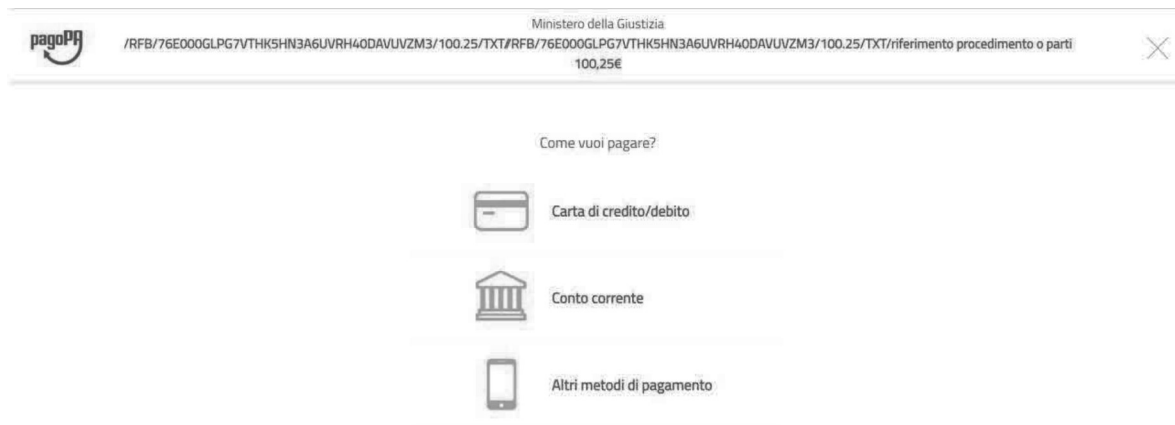 pagoPA
Ministero della Giustizia
/RFB/76E000GLPG7VTHK5HN3A6UVRH40DAVUVZM3/100.25/TXT//RFB/76E000GLPG7VTHK5HN3A6UVRH40DAVUVZM3/100.25/TXT/riferimento procedimento o parti
100,25€
Come vuoi pagare?
Carta di credito/debito
Conto corrente
Altri metodi di pagamento